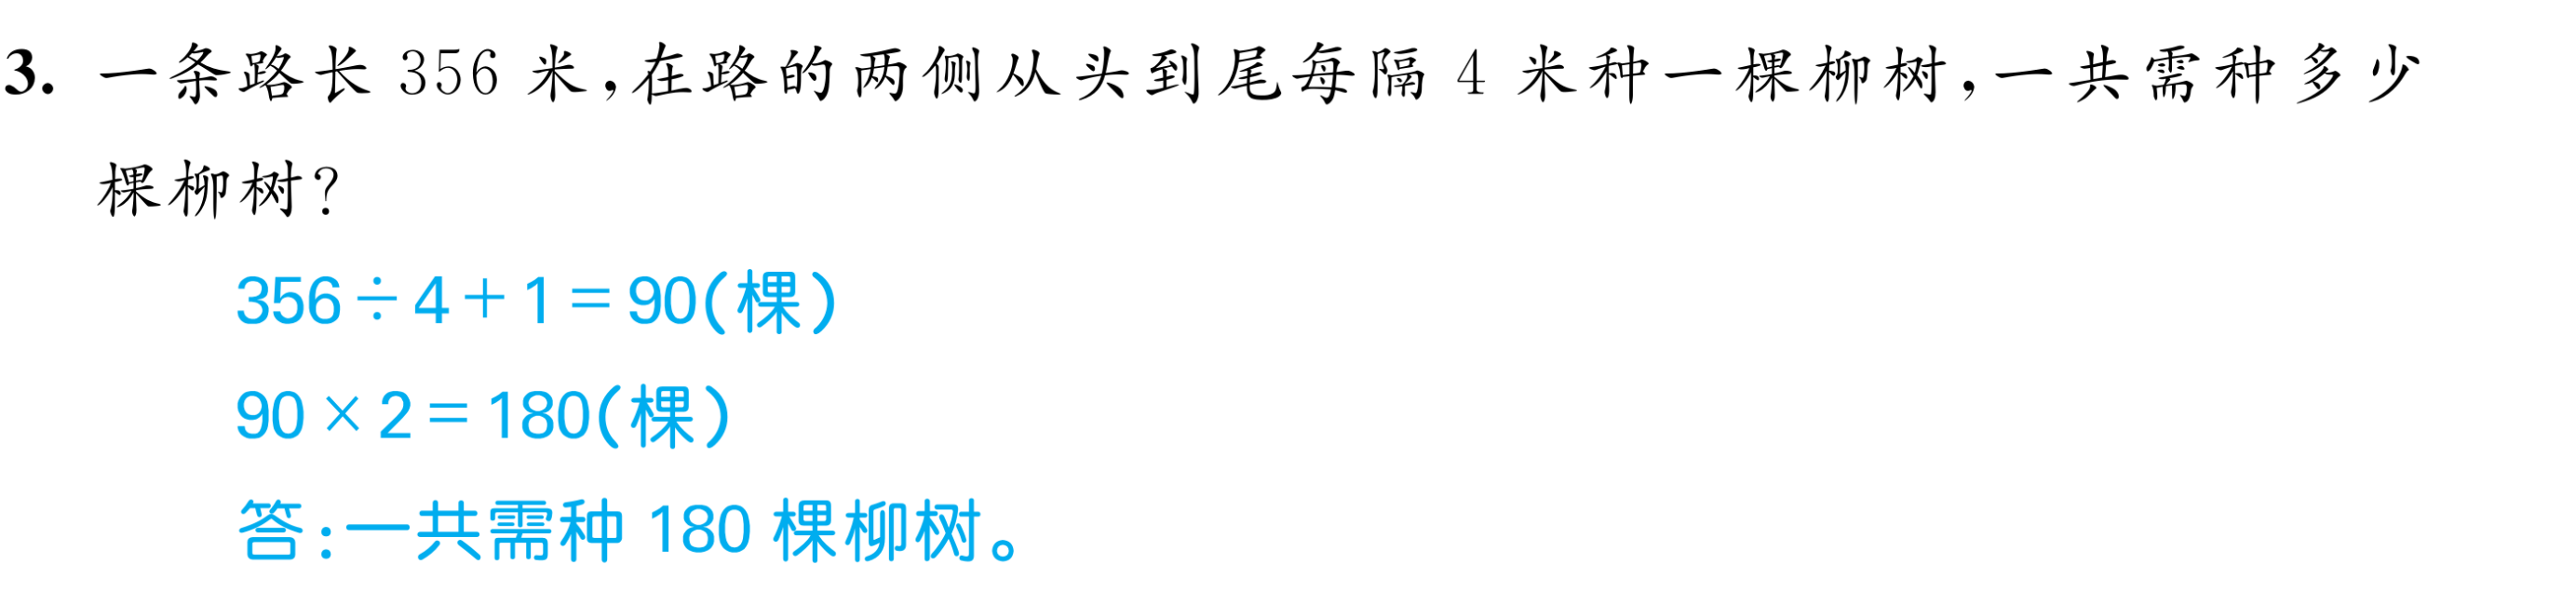 3. 一条路长 356 米,在路的两侧从头到尾每隔 4 米种一棵柳树,一共需种多少
棵柳树?
356÷4+1=90(棵)
90×2=180(棵)
答:一共需种 180 棵柳树。